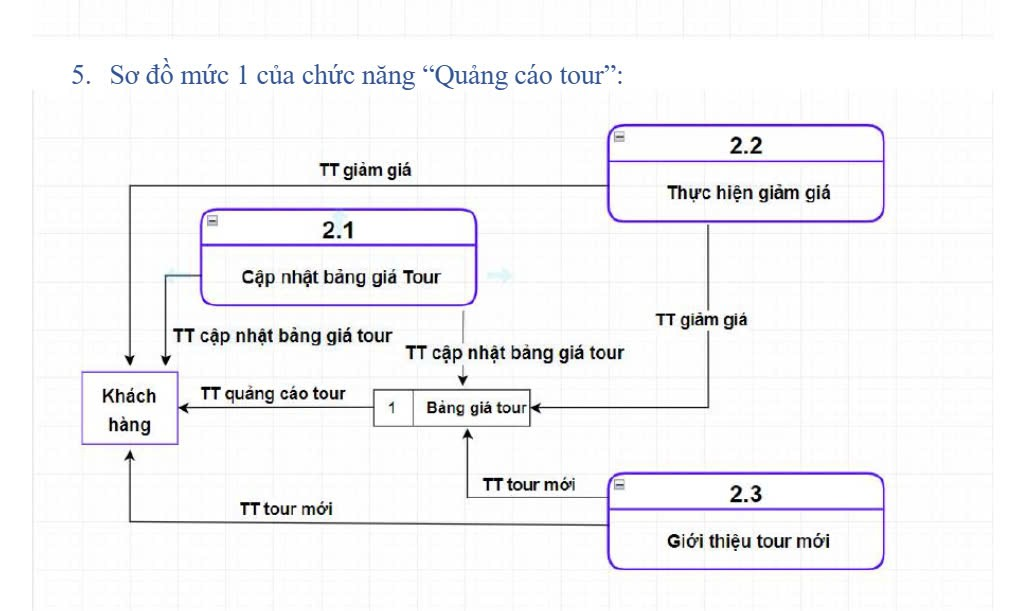 5. Sơ đồ mức 1 của chức năng “Quảng cáo tour”:
2.2
Thực hiện giảm giá
TT giảm giá
2.1
Cập nhật bảng giá Tour
TT giảm giá
TT cập nhật bảng giá tour
TT cập nhật bảng giá tour
Khách
hàng
TT quảng cáo tour
1 Bảng giá tour
TT tour mới
2.3
Giới thiệu tour mới
TT tour mới